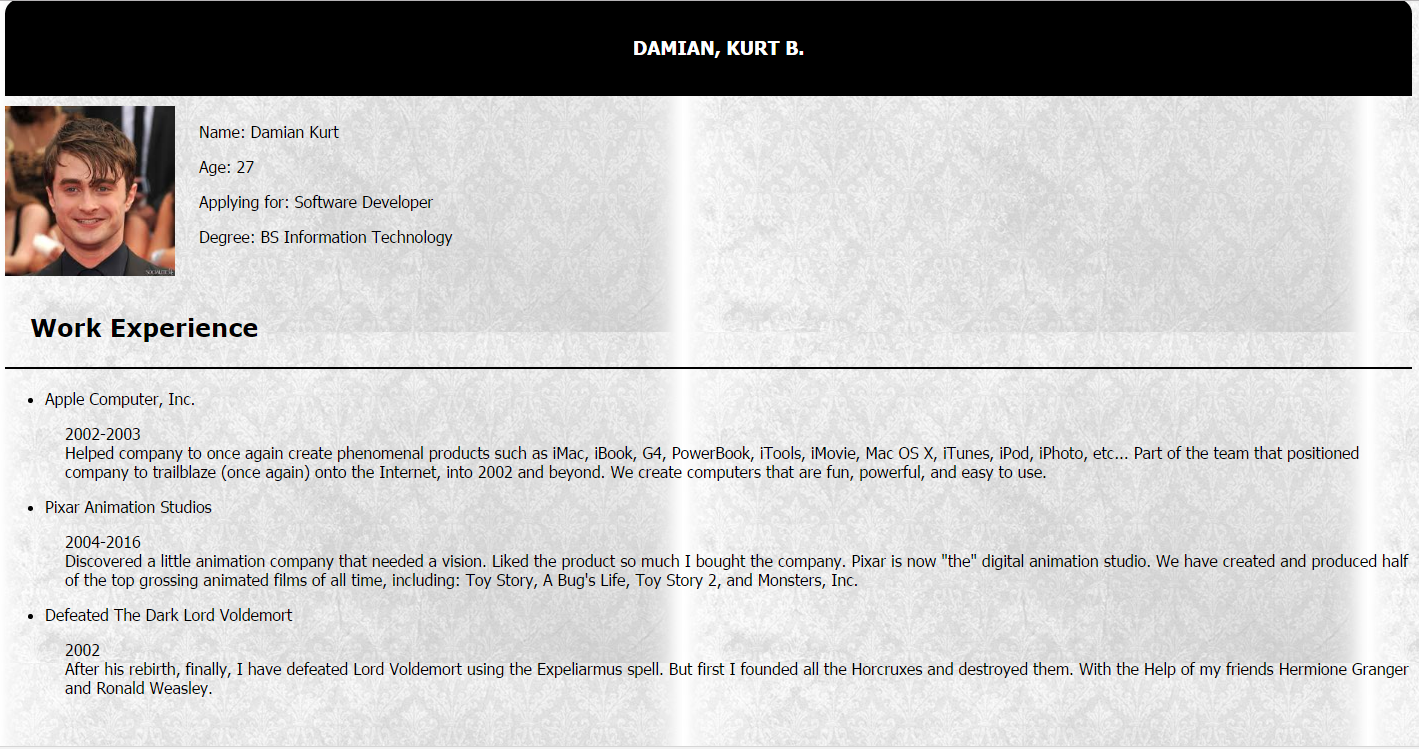 DAMIAN, KURT B.
Name: Damian Kurt
Age: 27
Applying for: Software Developer
Degree: BS Information Technology
Work Experience
Apple Computer, Inc.
2002-2003
Helped company to once again create phenomenal products such as iMac, iBook, G4, PowerBook, iTools, iMovie, Mac OS X, iTunes, iPod, iPhoto, etc... Part of the team that positioned
company to trailblaze (once again) onto the Internet, into 2002 and beyond. We create computers that are fun, powerful, and easy to use.
Pixar Animation Studios
2004-2016
Discovered a little animation company that needed a vision. Liked the product so much I bought the company. Pixar is now "the" digital animation studio. We have created and produced half
of the top grossing animated films of all time, including: Toy Story, A Bug's Life, Toy Story 2, and Monsters, Inc.
Defeated The Dark Lord Voldemort
2002
After his rebirth, finally, I have defeated Lord Voldemort using the Expeliarmus spell. But first I founded all the Horcruxes and destroyed them. With the Help of my friends Hermione Granger
and Ronald Weasley.